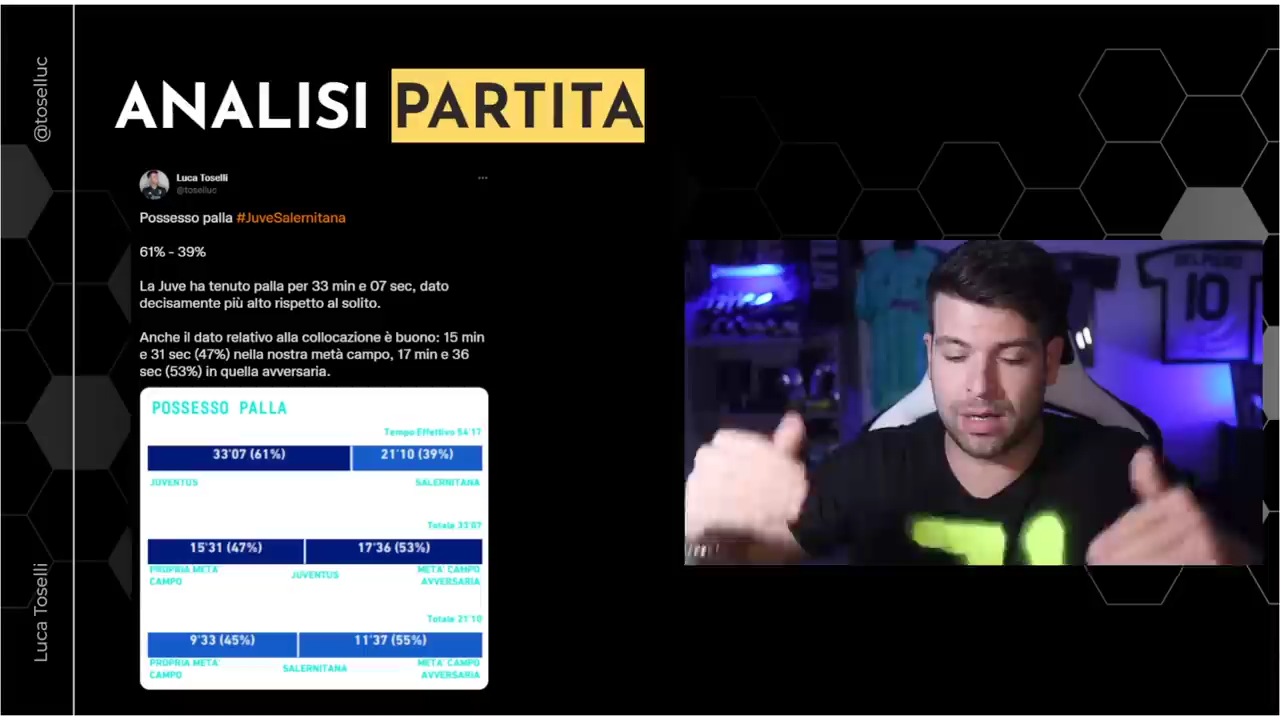 @toselluc
Luca Toselli
ANALISI PARTITA
Luca Toselli
@toselluc
Possesso palla #JuveSalernitana
61% - 39%
La Juve ha tenuto palla per 33 min e 07 sec, dato
decisamente più alto rispetto al solito.
Anche il dato relativo alla collocazione è buono: 15 min
e 31 sec (47%) nella nostra metà campo, 17 min e 36
sec (53%) in quella avversaria.
POSSESSO PALLA
Tempo Effettivo 54'17
33'07 (61%) 21'10 (39%)
JUVENTUS SALERNITANA
Totale 33'07
15'31 (47%) 17'36 (53%)
PROPRIA META' CAMPO JUVENTUS META' CAMPO AVVERSARIA
Totale 21'10
9'33 (45%) 11'37 (55%)
PROPRIA META' CAMPO SALERNITANA META' CAMPO AVVERSARIA
10